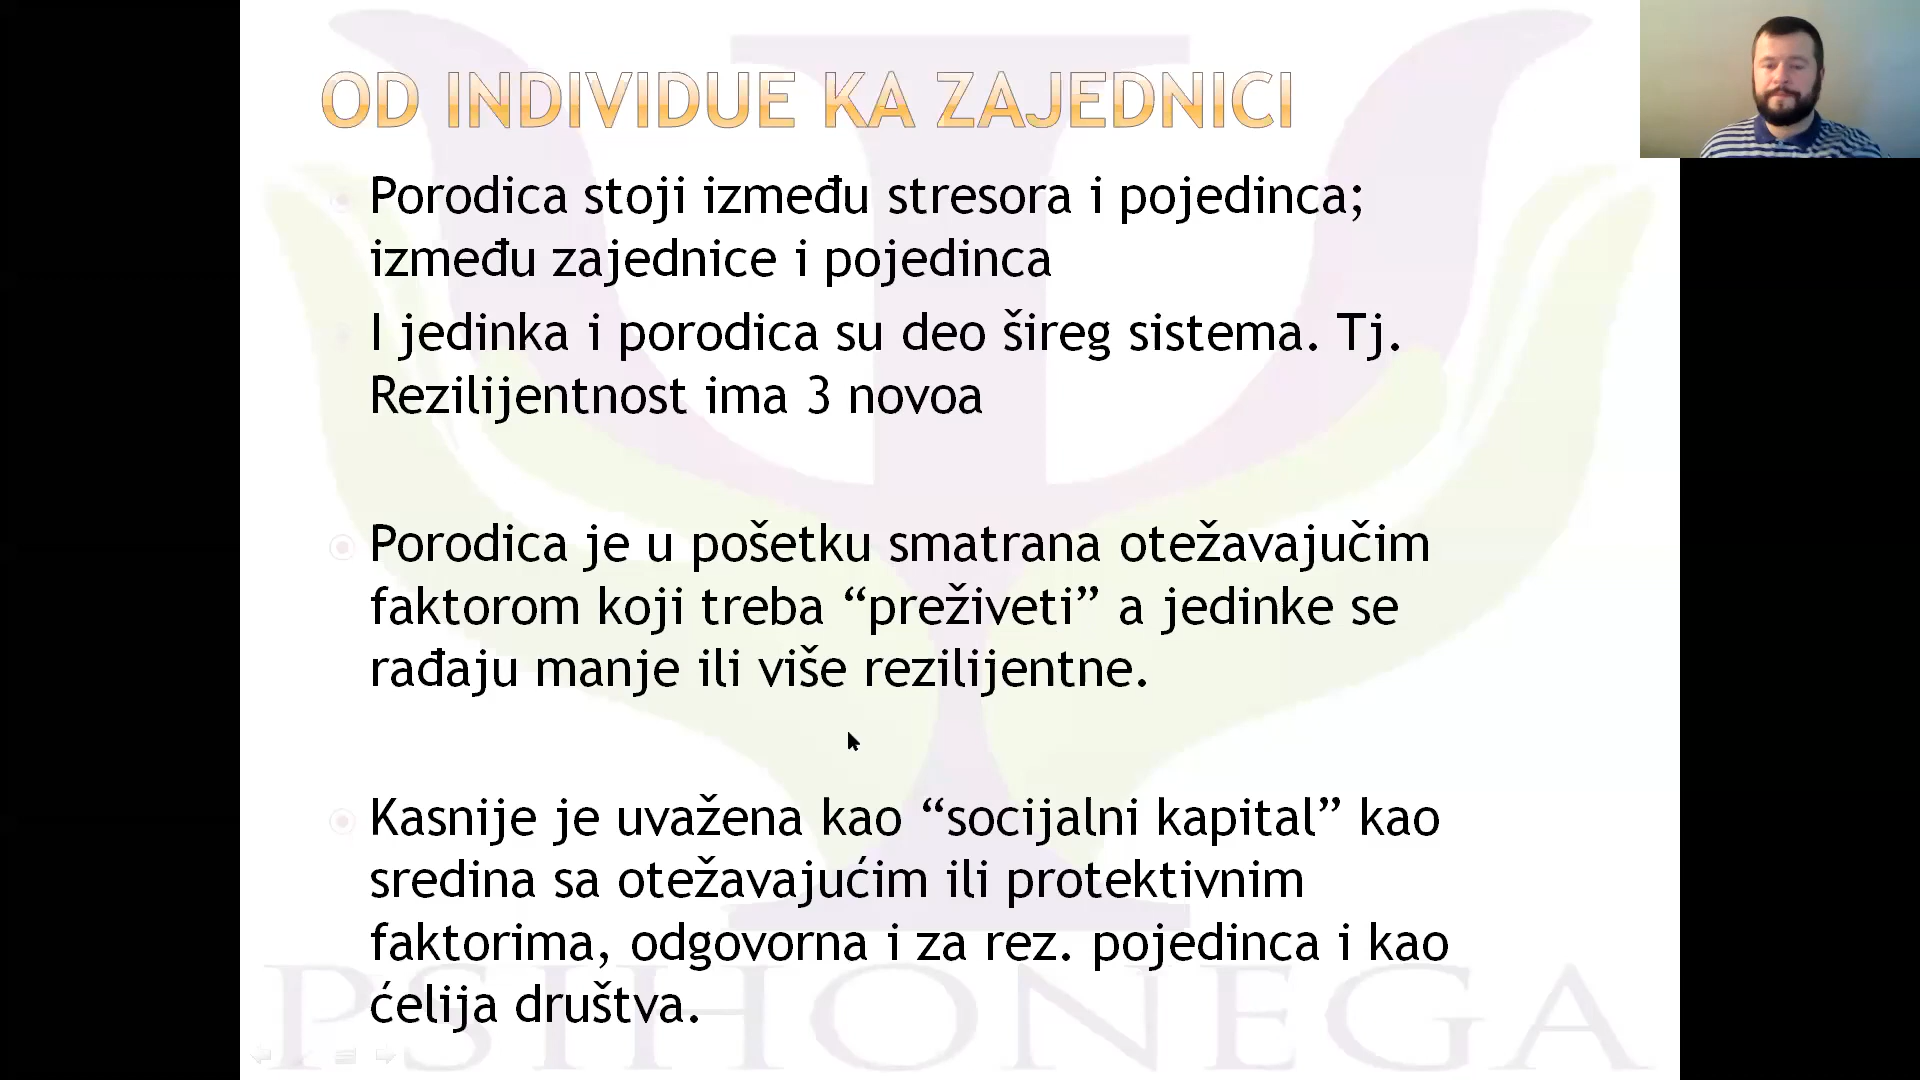 OD INDIVIDUE KA ZAJEDNICI
Porodica stoji između stresora i pojedinca;
između zajednice i pojedinca
I jedinka i porodica su deo šireg sistema. Tj.
Rezilijentnost ima 3 novoa
Porodica je u pošetku smatrana otežavajučim
faktorom koji treba “preživeti” a jedinke se
rađaju manje ili više rezilijentne.
Kasnije je uvažena kao “socijalni kapital” kao
sredina sa otežavajućim ili protektivnim
faktorima, odgovorna i za rez. pojedinca i kao
ćelija društva.
PSIHONEGA